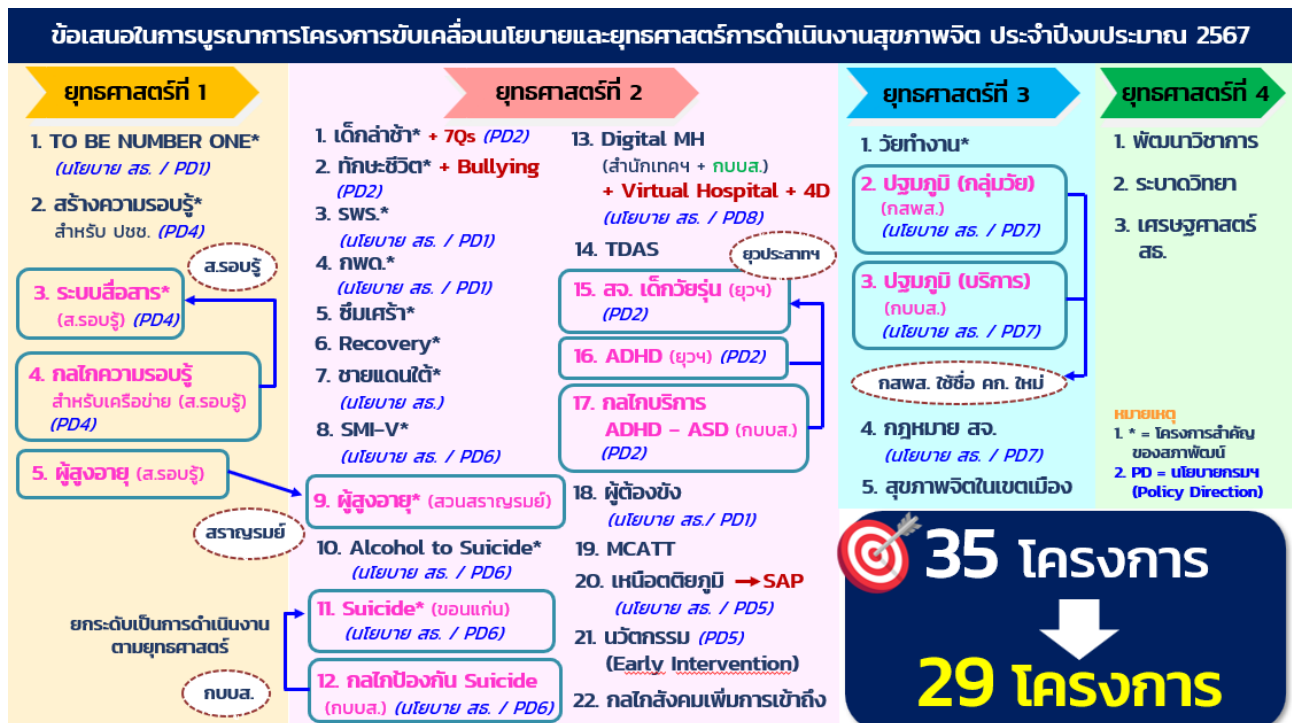 ข้อเสนอในการบูรณาการโครงการขับเคลื่อนนโยบายและยุทธศาสตร์การดำเนินงานสุขภาพจิต ประจำปีงบประมาณ 2567
ยุทธศาสตร์ที่ 1
1. TO BE NUMBER ONE*
(นโยบาย สธ. / PD1)
2. สร้างความรอบรู้*
สำหรับ ปชช. (PD4)
ส.รอบรู้
3. ระบบสื่อสาร*
(ส.รอบรู้) (PD4)
4. กลไกความรอบรู้
สำหรับเครือข่าย (ส.รอบรู้)
(PD4)
5. ผู้สูงอายุ (ส.รอบรู้)
สราญรมย์
ยกระดับเป็นการดำเนินงาน
ตามยุทธศาสตร์
กบบส.
ยุทธศาสตร์ที่ 2
1. เด็กล่าช้า* + 7Qs (PD2)
2. ทักษะชีวิต* + Bullying
(PD2)
3. รพร.*
(นโยบาย สธ. / PD1)
4. กพด.*
(นโยบาย สธ. / PD1)
5. ซึมเศร้า*
6. Recovery*
7. ชายแดนใต้*
(นโยบาย สธ.)
8. SMI-V*
(นโยบาย สธ. / PD6)
9. ผู้สูงอายุ* (สวนสราญรมย์)
10. Alcohol to Suicide*
(นโยบาย สธ. / PD6)
11. Suicide* (ขอนแก่น)
(นโยบาย สธ. / PD6)
12. กลไกป้องกัน Suicide
(กบบส.) (นโยบาย สธ. / PD6)
13. Digital MH
(สำนักเทคฯ + กบบส.)
+ Virtual Hospital + 4D
(นโยบาย สธ. / PD8)
14. TDAS
ยุวประสาทฯ
15. สจ. เด็กวัยรุ่น (ยุวฯ)
(PD2)
16. ADHD (ยุวฯ) (PD2)
17. กลไกบริการ
ADHD – ASD (กบบส.)
(PD2)
18. ผู้ต้องขัง
(นโยบาย สธ./ PD1)
19. MCATT
20. เหนือตติยภูมิ → SAP
(นโยบาย สธ. / PD5)
21. นวัตกรรม (PD5)
(Early Intervention)
22. กลไกสังคมเพิ่มการเข้าถึง
ยุทธศาสตร์ที่ 3
1. วัยทำงาน*
2. ปฐมภูมิ (กลุ่มวัย)
(กสพส.)
(นโยบาย สธ. / PD7)
3. ปฐมภูมิ (บริการ)
(กบบส.)
(นโยบาย สธ. / PD7)
กสพส. ใช้ชื่อ คก. ใหม่
4. กฎหมาย สจ.
(นโยบาย สธ. / PD7)
5. สุขภาพจิตในเขตเมือง
ยุทธศาสตร์ที่ 4
1. พัฒนาวิชาการ
2. ระบาดวิทยา
3. เศรษฐศาสตร์
สธ.
หมายเหตุ
1. * = โครงการสำคัญ
ของสภาพัฒน์
2. PD = นโยบายกรมฯ
(Policy Direction)
35 โครงการ
29 โครงการ